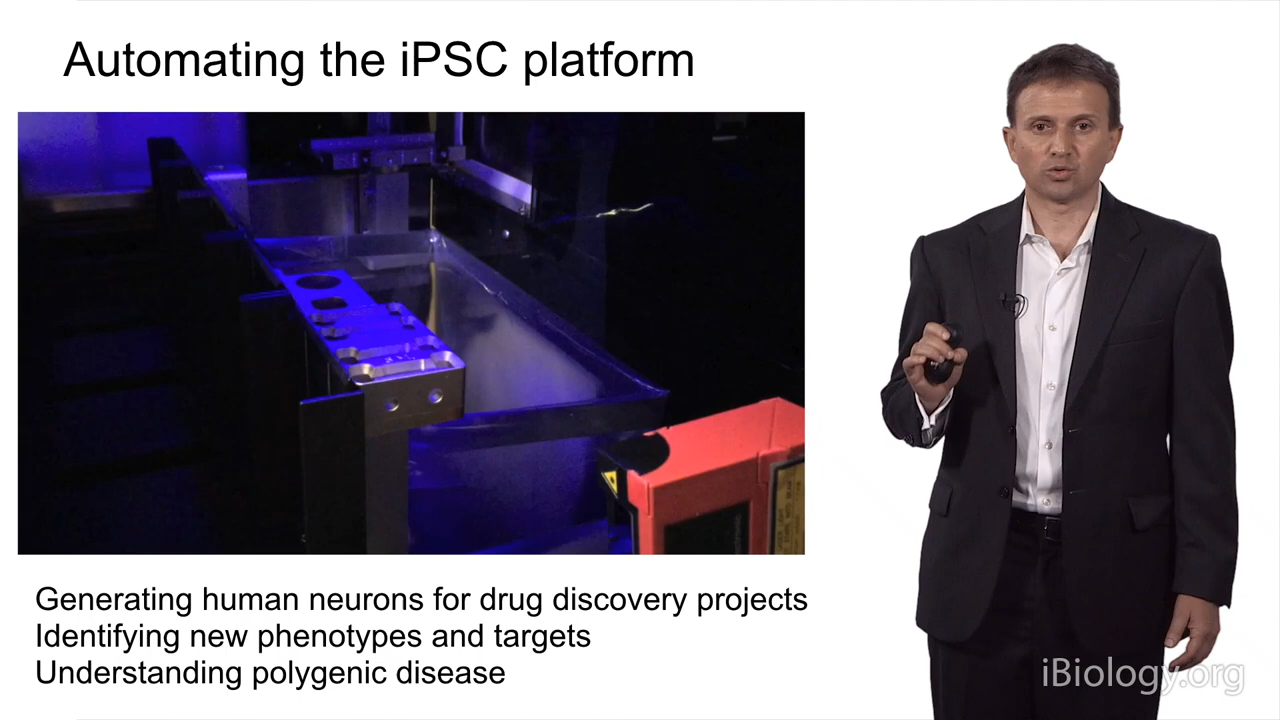 Automating the iPSC platform
Generating human neurons for drug discovery projects
Identifying new phenotypes and targets
Understanding polygenic disease
iBiology.org